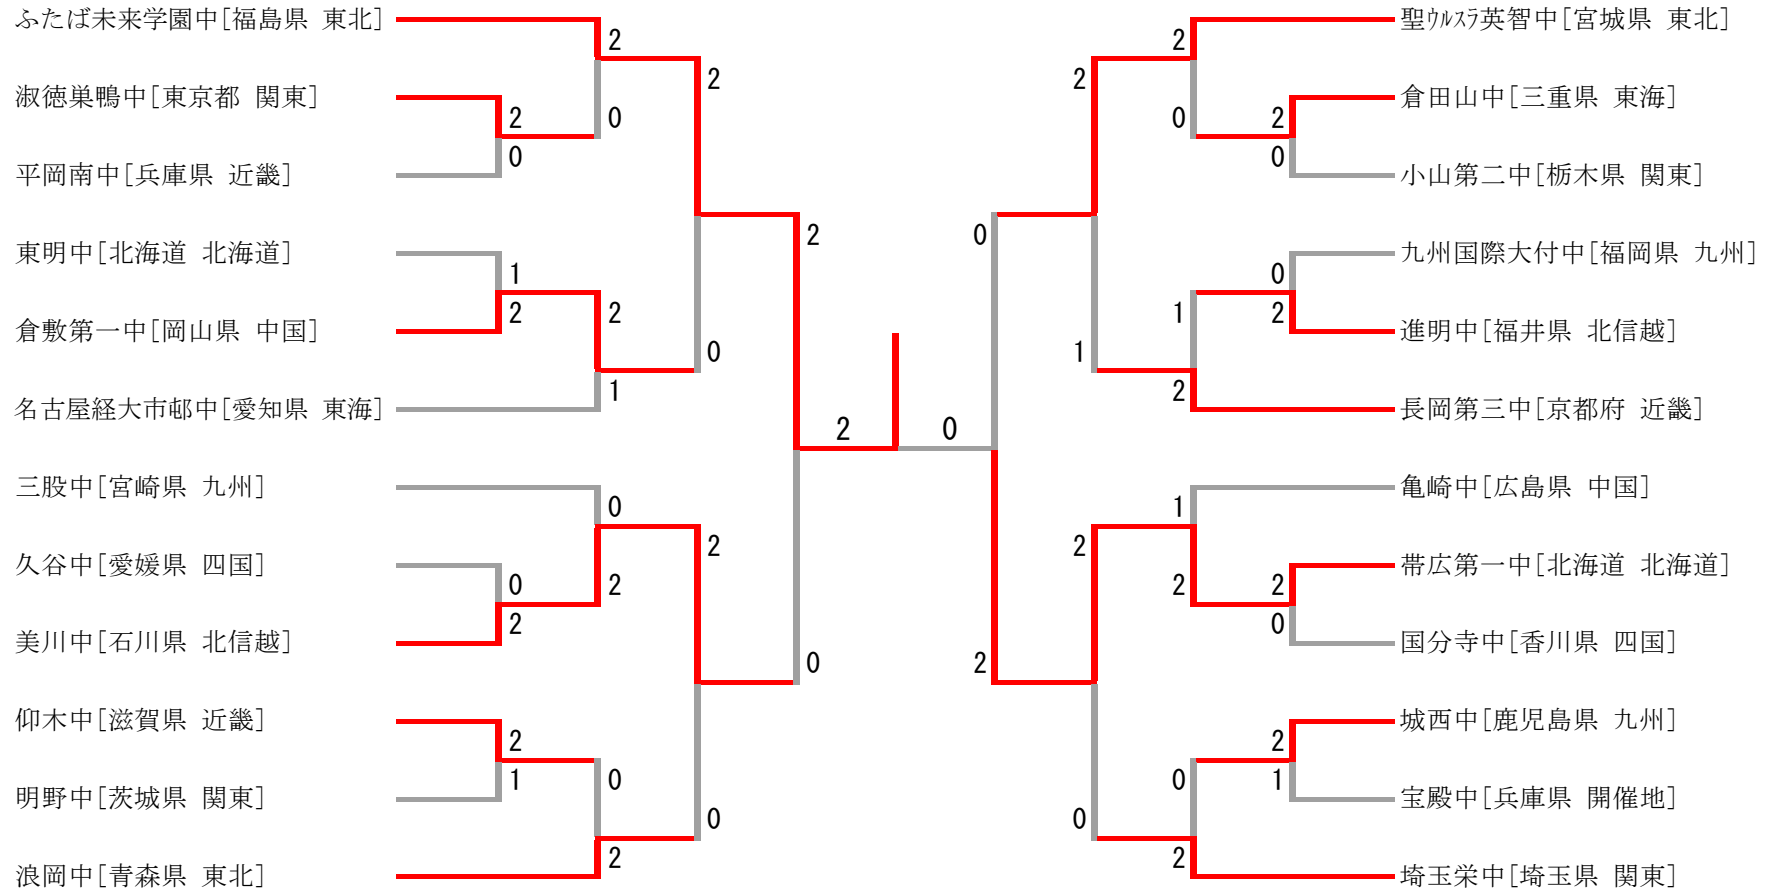 ふたば未来学園中[福島県 東北]
淑徳巣鴨中[東京都 関東]
平岡南中[兵庫県 近畿]
東明中[北海道 北海道]
倉敷第一中[岡山県 中国]
名古屋経大市邨中[愛知県 東海]
三股中[宮崎県 九州]
久谷中[愛媛県 四国]
美川中[石川県 北信越]
仰木中[滋賀県 近畿]
明野中[茨城県 関東]
浪岡中[青森県 東北]
2
0
1
2
0
2
2
1
2
0
2
1
0
2
0
2
2
0
2
0
2
0
2
0
0
2
2
1
2
0
2
0
1
2
1
2
0
2
2
0
0
2
2
0
2
1
聖ｳﾙｽﾗ英智中[宮城県 東北]
倉田山中[三重県 東海]
小山第二中[栃木県 関東]
九州国際大付中[福岡県 九州]
進明中[福井県 北信越]
長岡第三中[京都府 近畿]
亀崎中[広島県 中国]
帯広第一中[北海道 北海道]
国分寺中[香川県 四国]
城西中[鹿児島県 九州]
宝殿中[兵庫県 開催地]
埼玉栄中[埼玉県 関東]